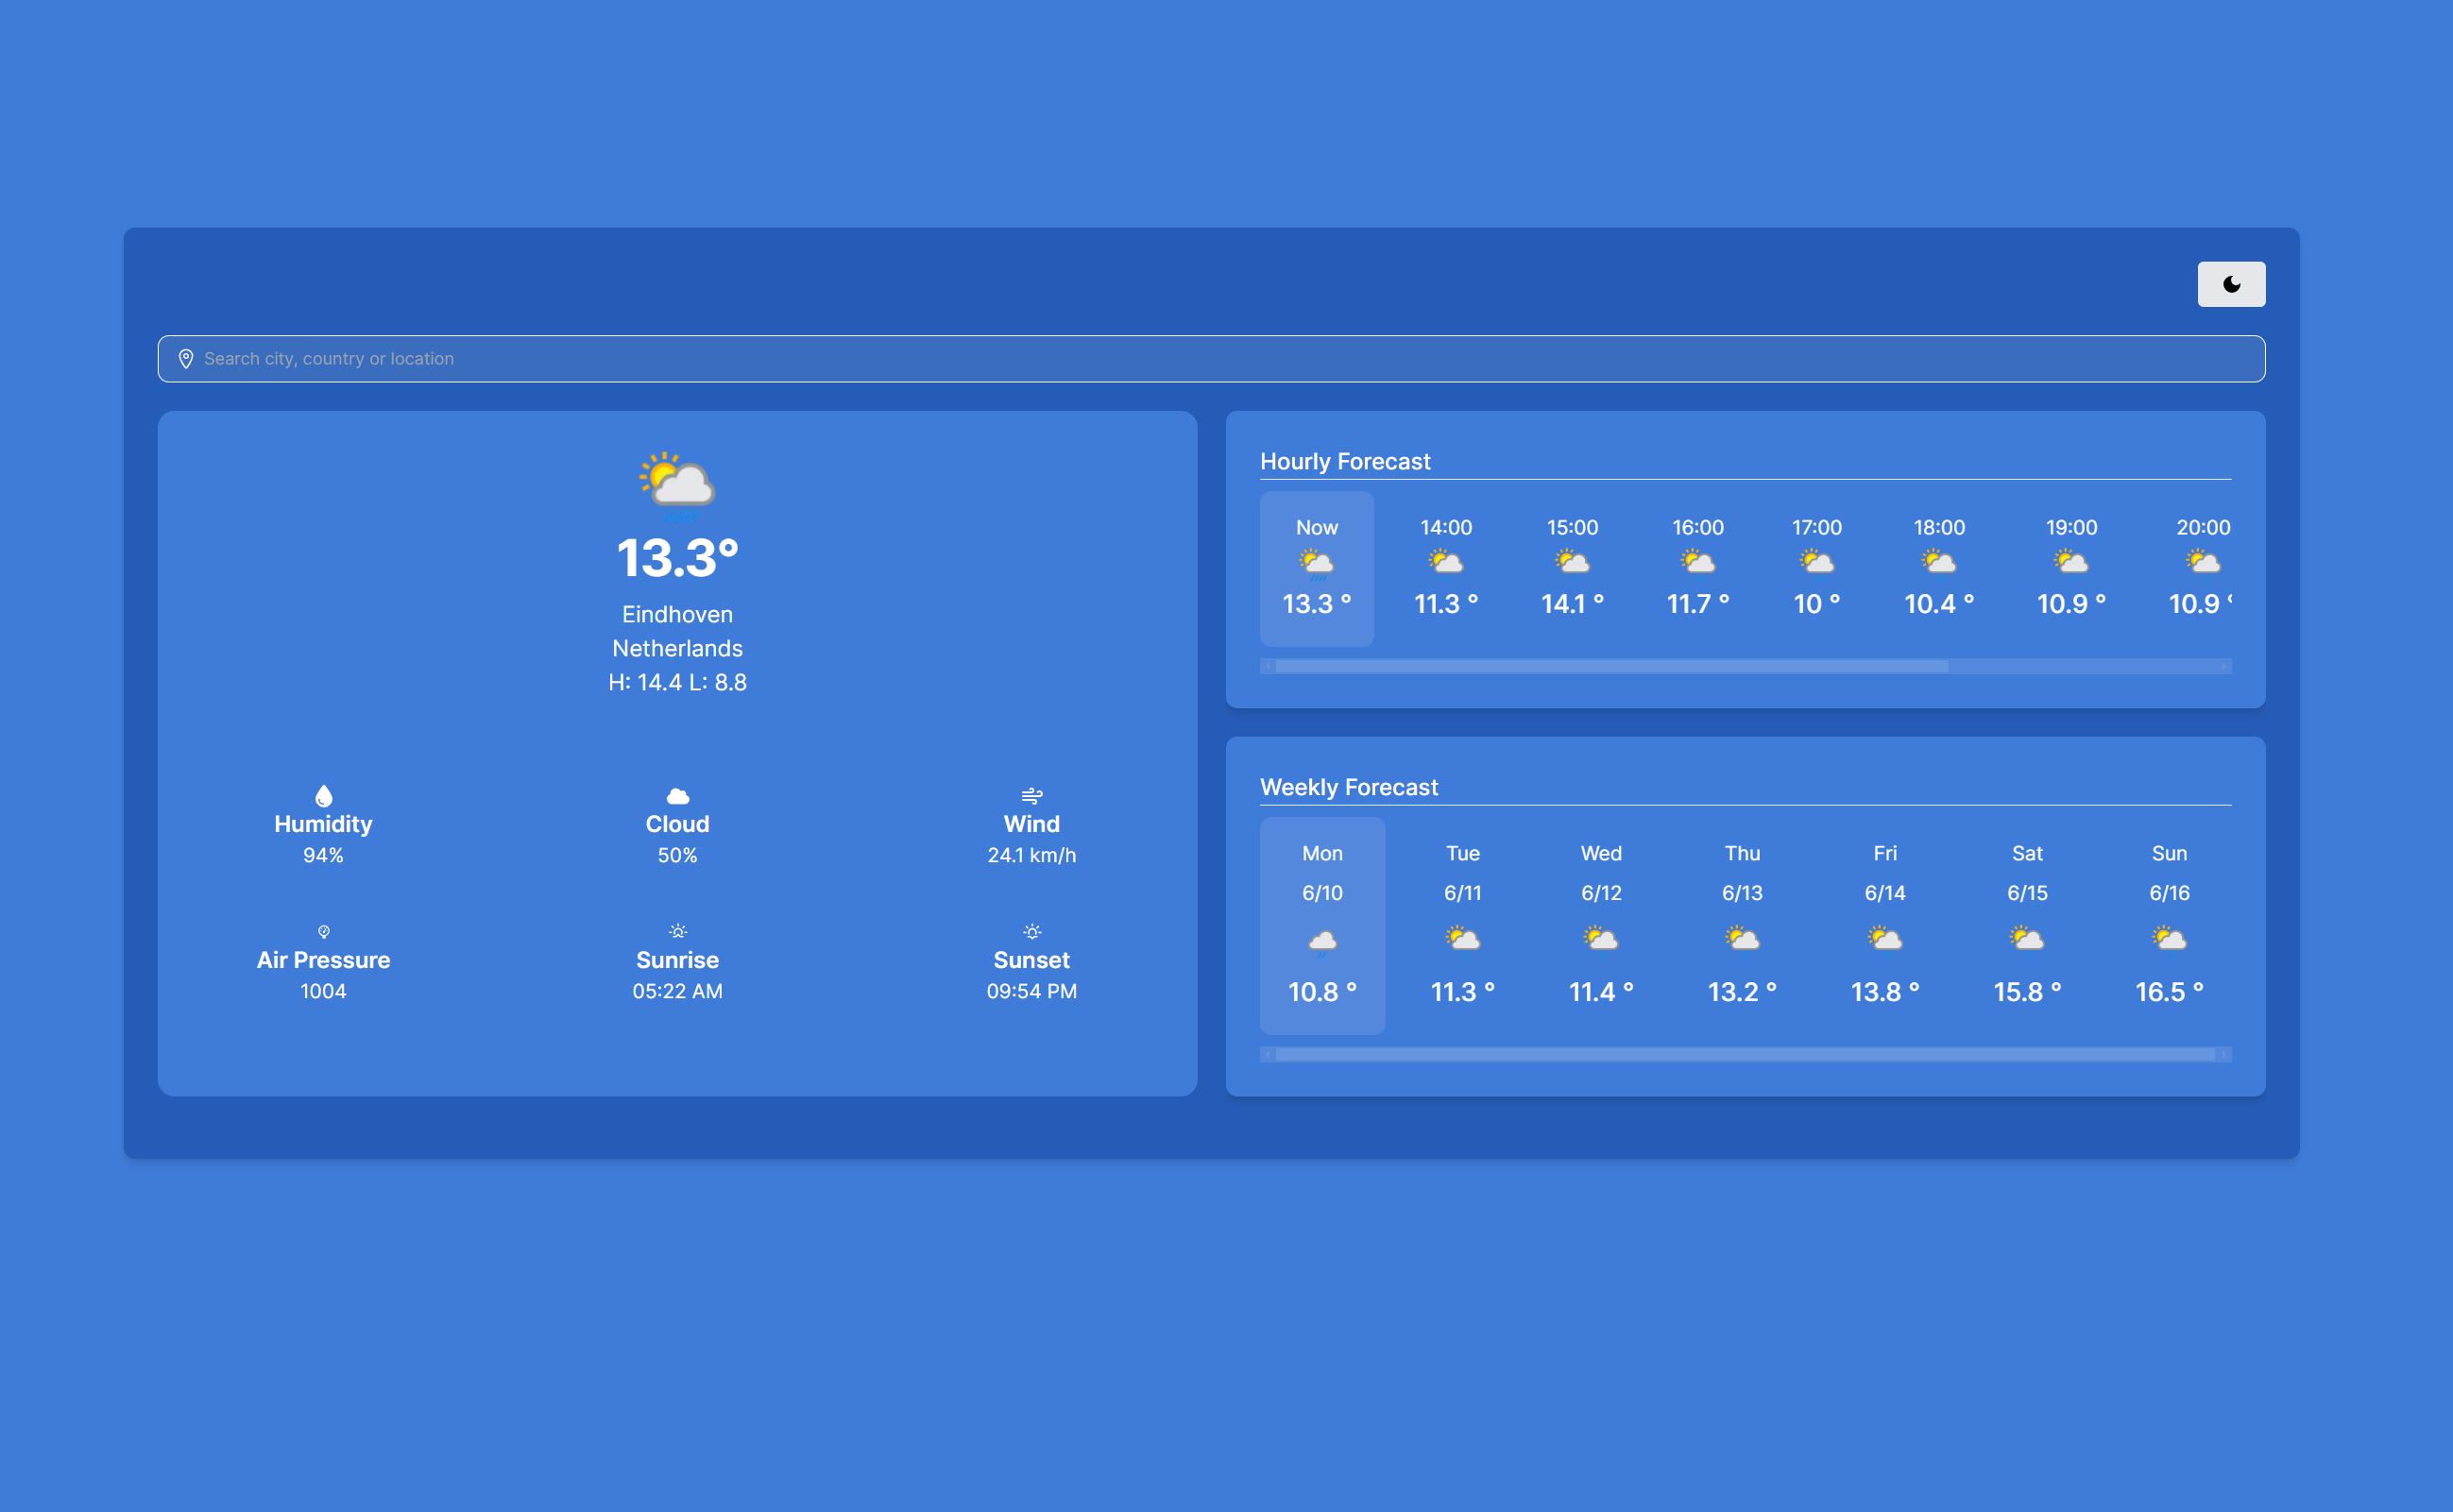 Search city, country or location
13.3°
Eindhoven
Netherlands
H: 14.4 L: 8.8
Humidity
94%
Cloud
50%
Wind
24.1 km/h
Air Pressure
1004
Sunrise
05:22 AM
Sunset
09:54 PM
Hourly Forecast
Now 14:00 15:00 16:00 17:00 18:00 19:00 20:00
13.3 ° 11.3 ° 14.1 ° 11.7 ° 10 ° 10.4 ° 10.9 ° 10.9 °
Weekly Forecast
Mon Tue Wed Thu Fri Sat Sun
6/10 6/11 6/12 6/13 6/14 6/15 6/16
10.8 ° 11.3 ° 11.4 ° 13.2 ° 13.8 ° 15.8 ° 16.5 °